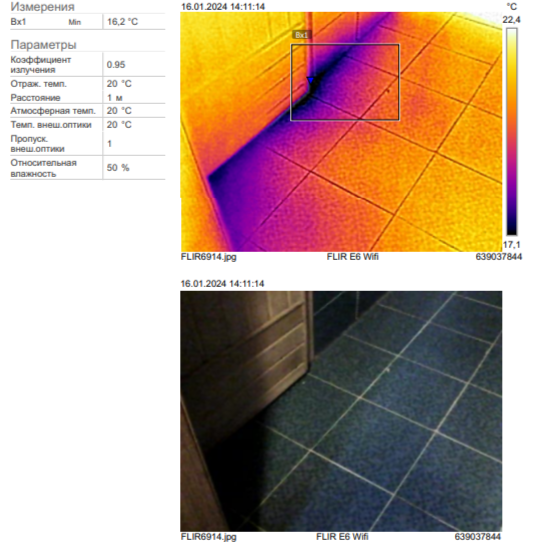 Измерения
Bx1 Min 16,2 °C
Параметры
Коэффициент
излучения 0.95
Отраж. темп. 20 °C
Расстояние 1 м
Атмосферная темп. 20 °C
Темп. внеш.оптики 20 °C
Пропуск.
внеш.оптики 1
Относительная
влажность 50 %
16.01.2024 14:11:14
°C
22,4
Bx1
17,1
FLIR6914.jpg FLIR E6 Wifi 639037844
16.01.2024 14:11:14
FLIR6914.jpg FLIR E6 Wifi 639037844